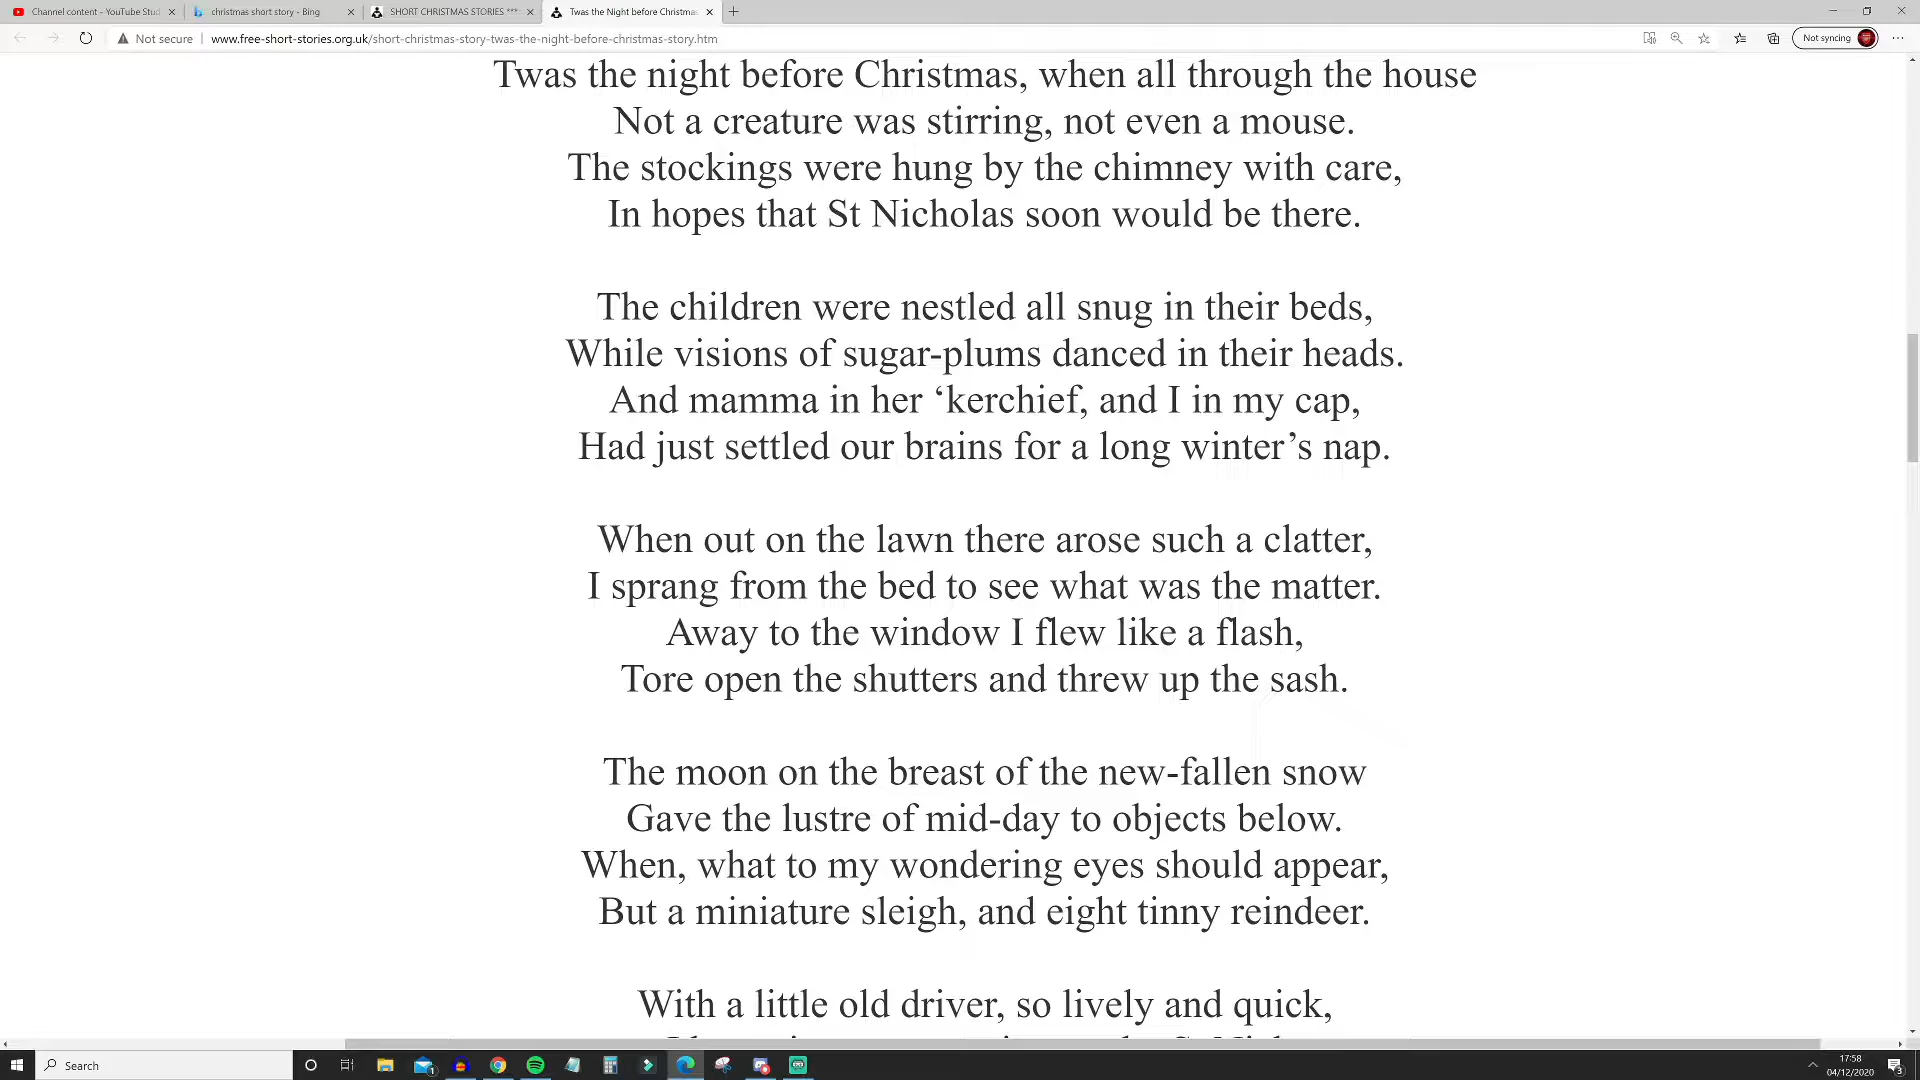 Channel content - YouTube Stud
christmas short story - Bing
SHORT CHRISTMAS STORIES ***
Twas the Night before Christmas
Not secure
www.free-short-stories.org.uk/short-christmas-story-twas-the-night-before-christmas-story.htm
Not syncing
Twas the night before Christmas, when all through the house
Not a creature was stirring, not even a mouse.
The stockings were hung by the chimney with care,
In hopes that St Nicholas soon would be there.
The children were nestled all snug in their beds,
While visions of sugar-plums danced in their heads.
And mamma in her ‘kerchief, and I in my cap,
Had just settled our brains for a long winter’s nap.
When out on the lawn there arose such a clatter,
I sprang from the bed to see what was the matter.
Away to the window I flew like a flash,
Tore open the shutters and threw up the sash.
The moon on the breast of the new-fallen snow
Gave the lustre of mid-day to objects below.
When, what to my wondering eyes should appear,
But a miniature sleigh, and eight tinny reindeer.
With a little old driver, so lively and quick,
Search
1
17:58
04/12/2020
3